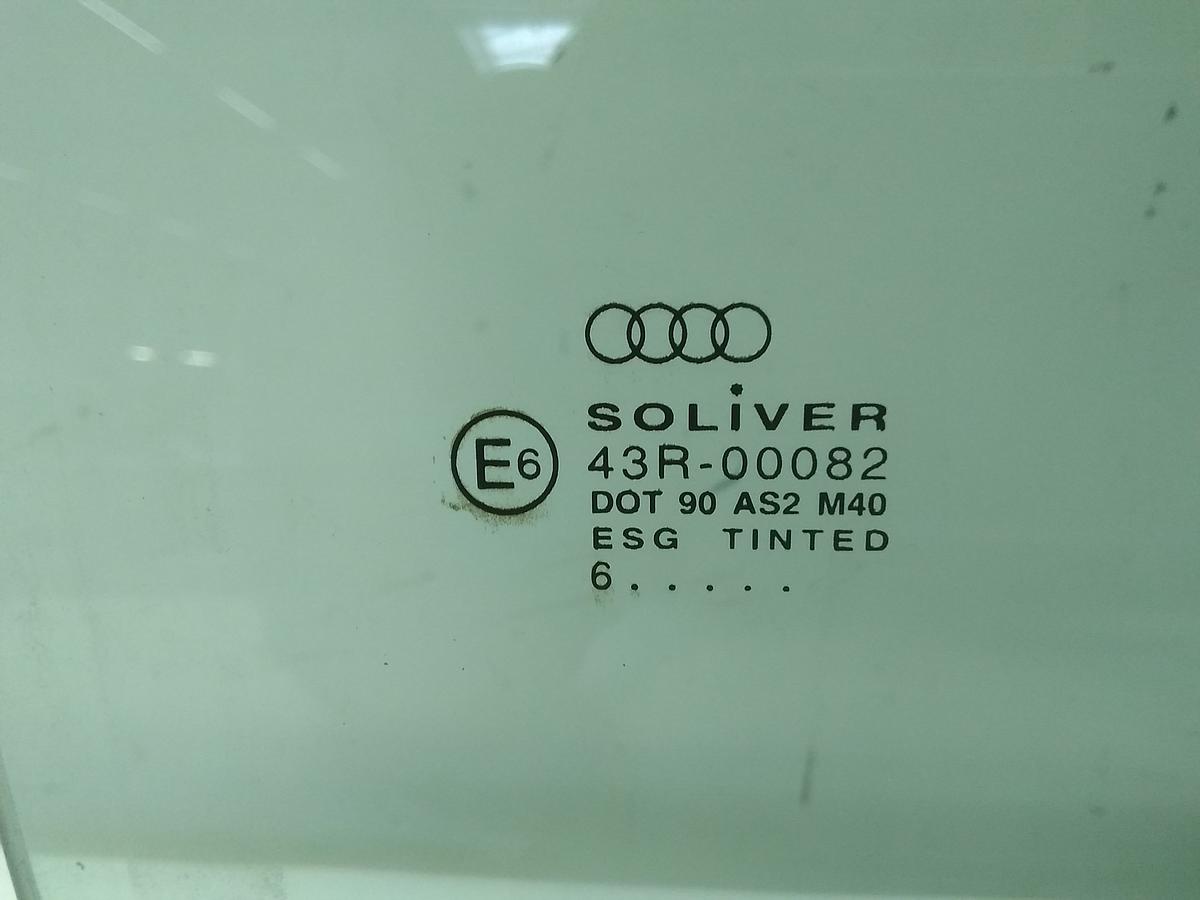 SOLiVER
E6
43R-00082
DOT 90 AS2 M40
ESG TINTED
6.....